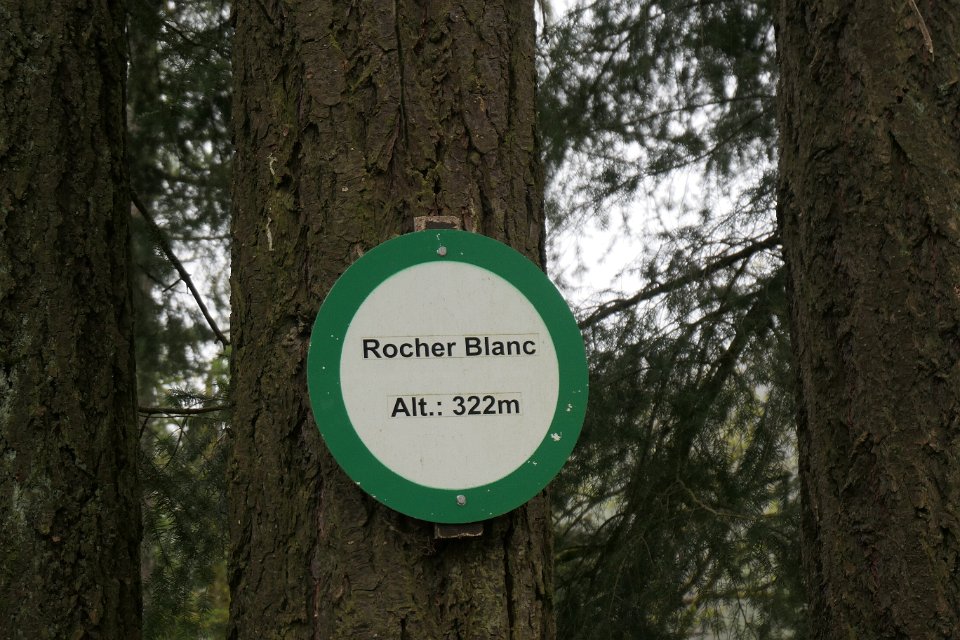 Rocher Blanc
Alt.: 322m